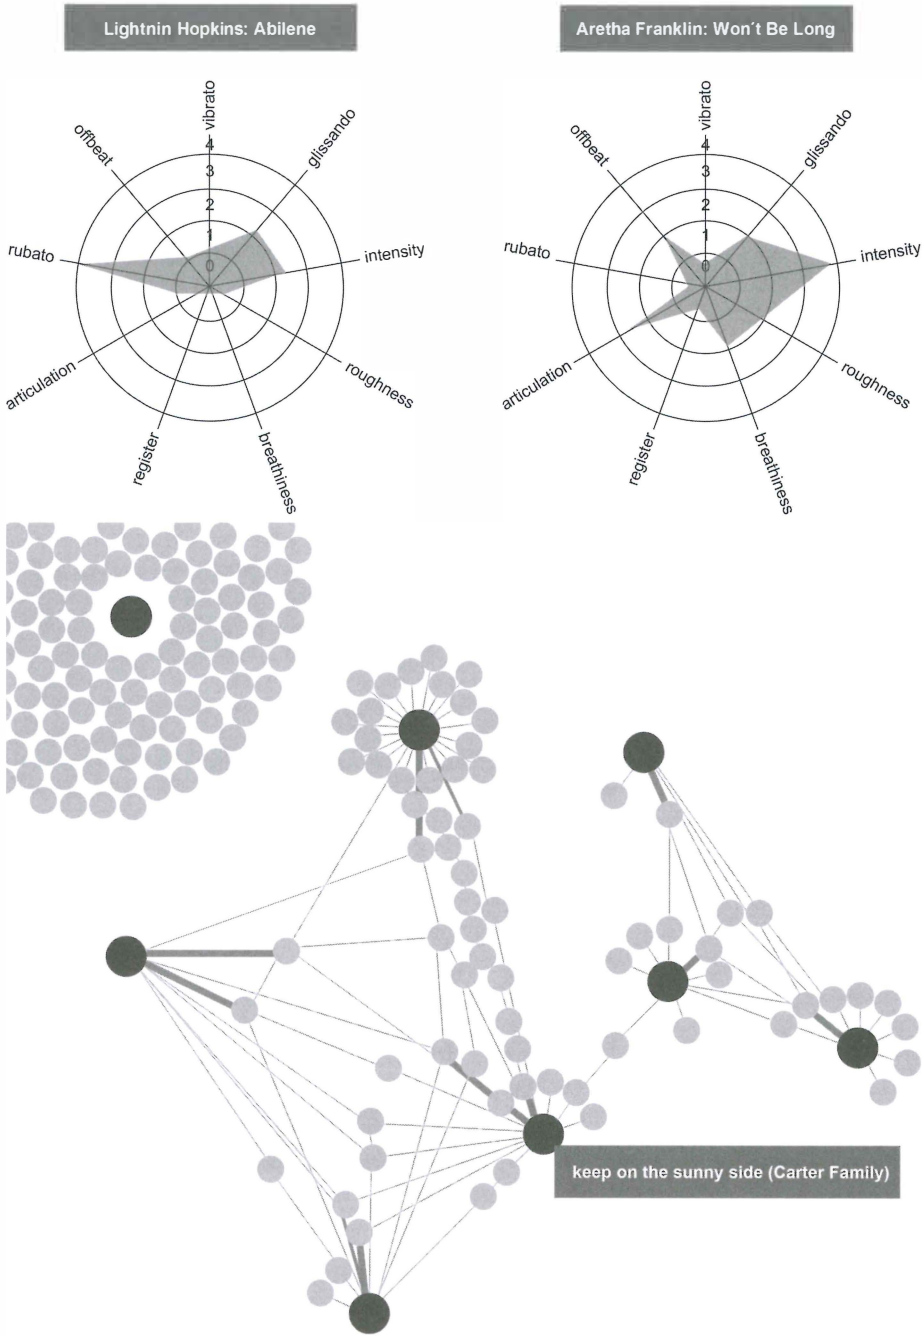 Lightnin Hopkins: Abilene
vibrato
offbeat
glissando
4
3
2
1
0
rubato
intensity
articulation
roughness
register
breathiness
Aretha Franklin: Won´t Be Long
vibrato
offbeat
glissando
4
3
2
1
0
rubato
intensity
articulation
roughness
register
breathiness
keep on the sunny side (Carter Family)